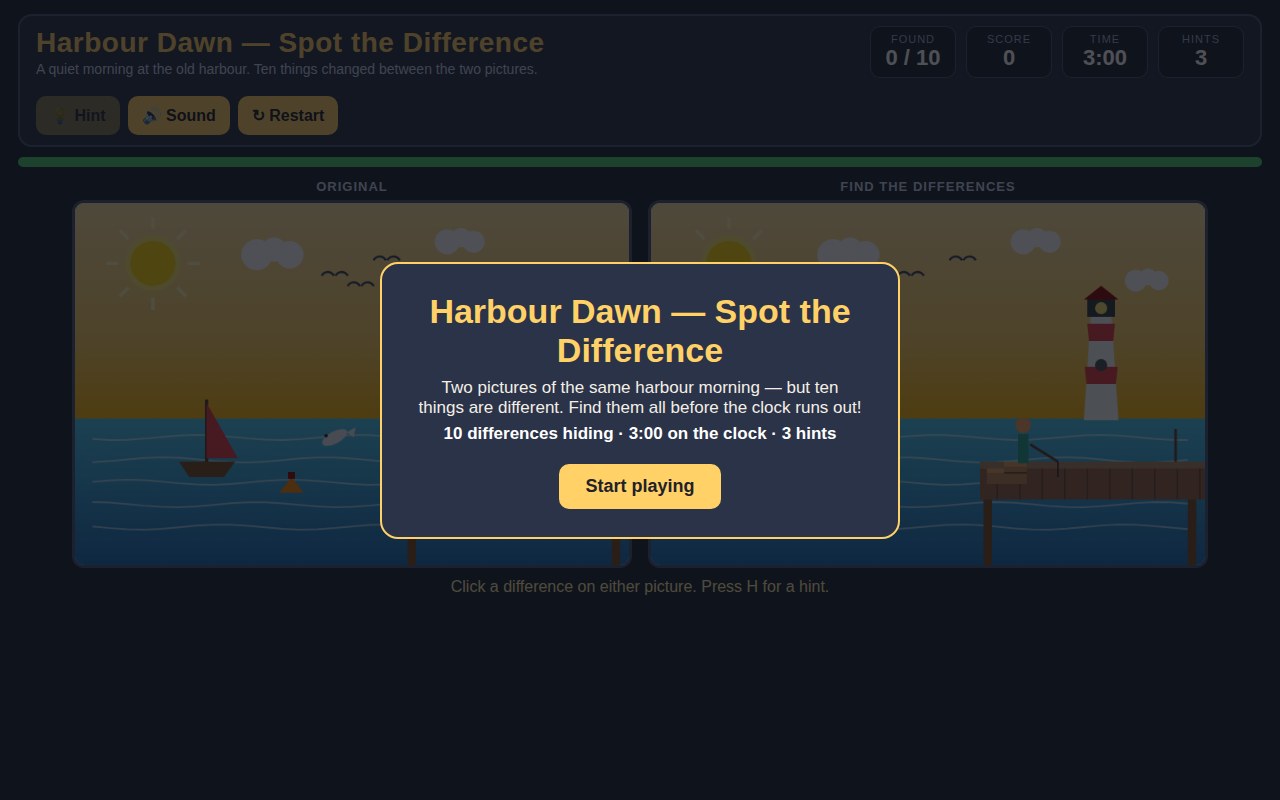 Harbour Dawn — Spot the Difference
A quiet morning at the old harbour. Ten things changed between the two pictures.
FOUND
0 / 10
SCORE
0
TIME
3:00
HINTS
3
💡 Hint
🔊 Sound
↻ Restart
ORIGINAL
FIND THE DIFFERENCES
Harbour Dawn — Spot the
Difference
Two pictures of the same harbour morning — but ten
things are different. Find them all before the clock runs out!
10 differences hiding · 3:00 on the clock · 3 hints
Start playing
Click a difference on either picture. Press H for a hint.